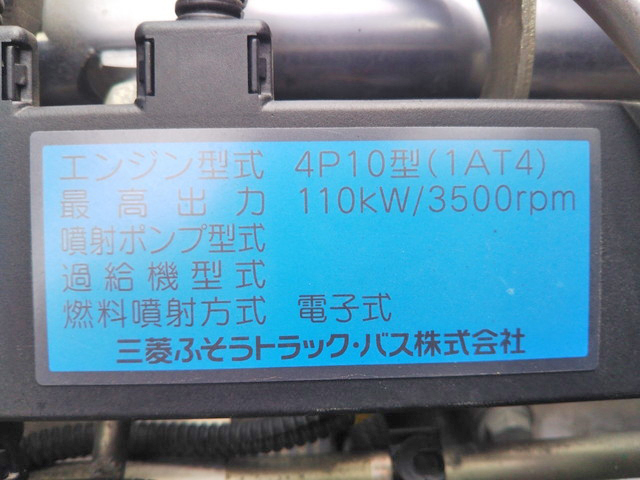 エンジン型式 4P10型(1AT4)
最高出力 110kW/3500rpm
噴射ポンプ型式
過給機型式
燃料噴射方式 電子式
三菱ふそうトラック・バス株式会社